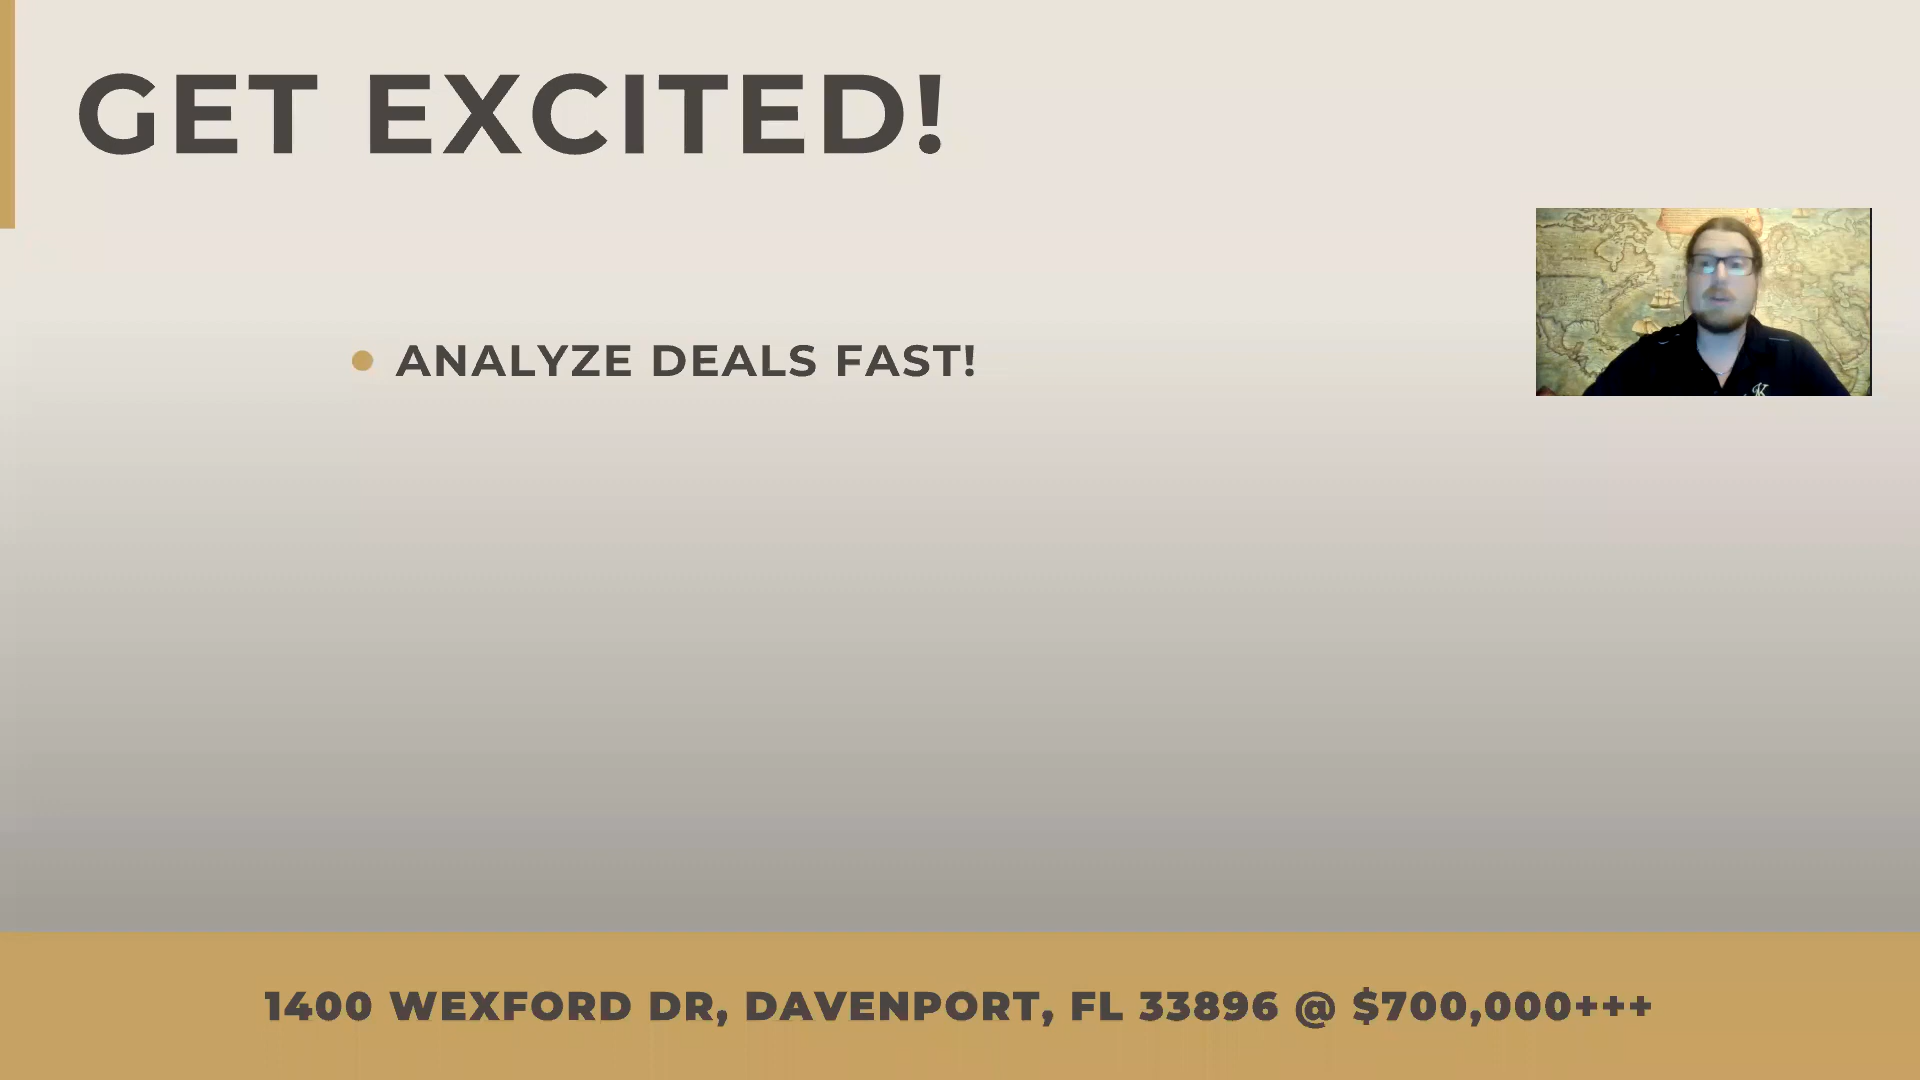 GET EXCITED!
ANALYZE DEALS FAST!
1400 WEXFORD DR, DAVENPORT, FL 33896 @ $700,000+++